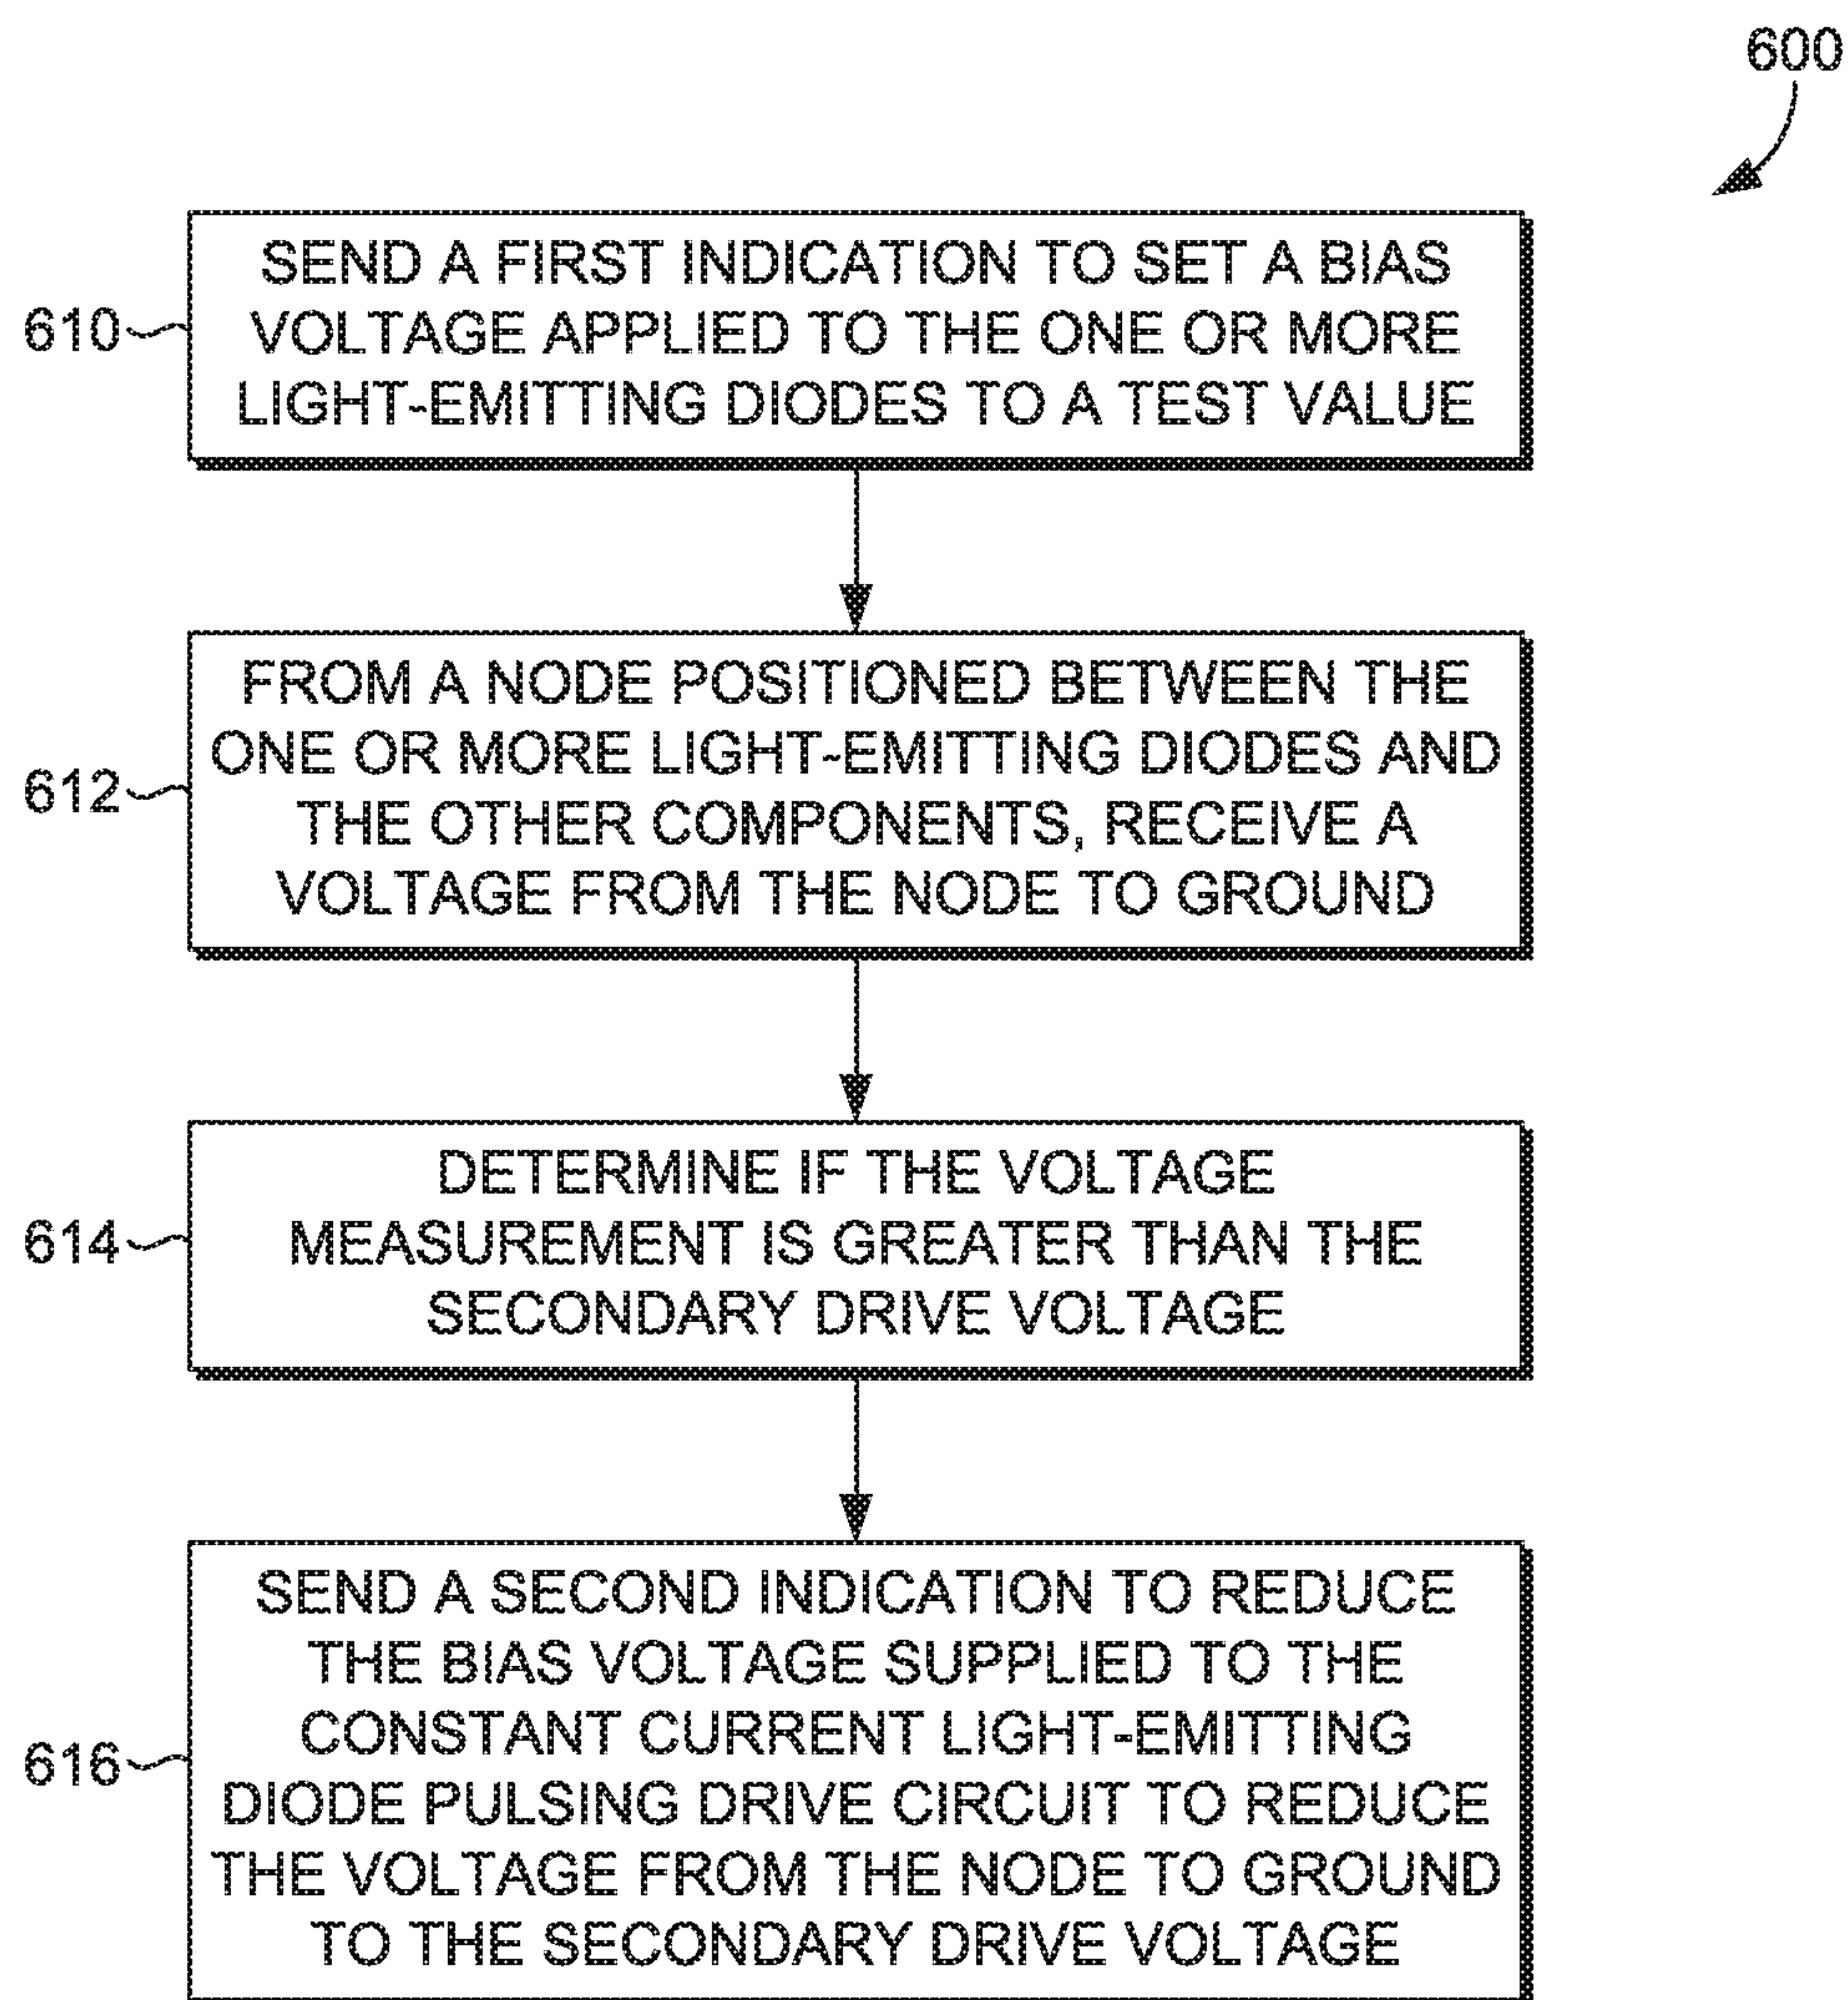 600
610
SEND A FIRST INDICATION TO SET A BIAS
VOLTAGE APPLIED TO THE ONE OR MORE
LIGHT-EMITTING DIODES TO A TEST VALUE
612
FROM A NODE POSITIONED BETWEEN THE
ONE OR MORE LIGHT-EMITTING DIODES AND
THE OTHER COMPONENTS, RECEIVE A
VOLTAGE FROM THE NODE TO GROUND
614
DETERMINE IF THE VOLTAGE
MEASUREMENT IS GREATER THAN THE
SECONDARY DRIVE VOLTAGE
616
SEND A SECOND INDICATION TO REDUCE
THE BIAS VOLTAGE SUPPLIED TO THE
CONSTANT CURRENT LIGHT-EMITTING
DIODE PULSING DRIVE CIRCUIT TO REDUCE
THE VOLTAGE FROM THE NODE TO GROUND
TO THE SECONDARY DRIVE VOLTAGE